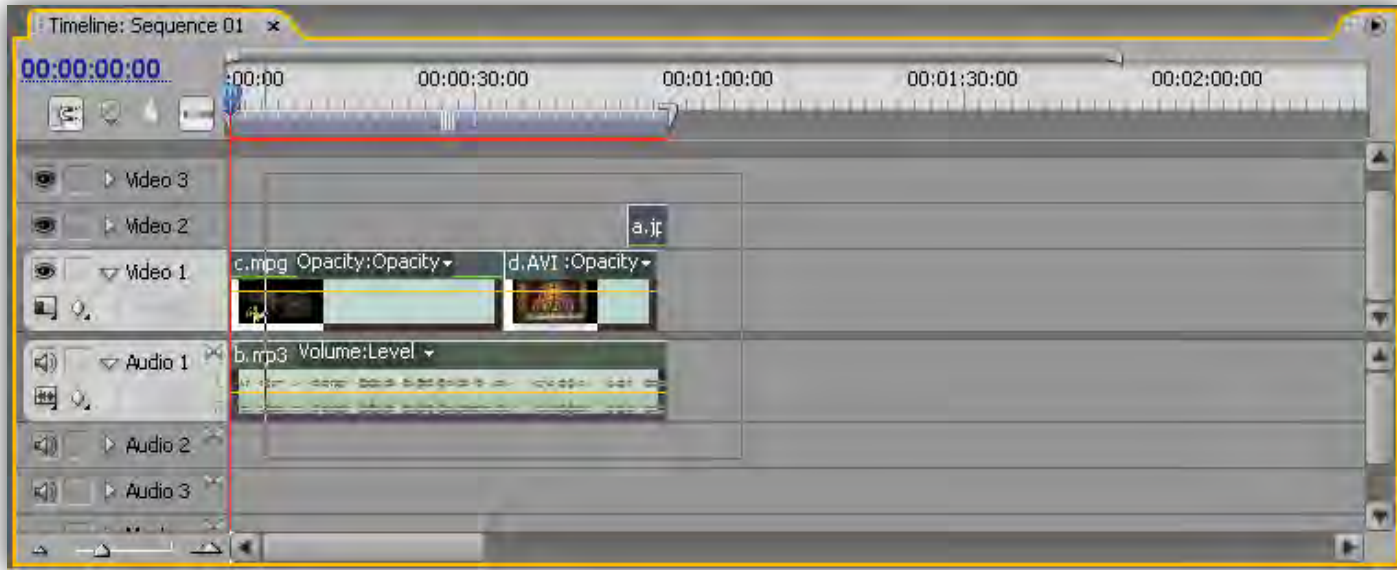 Timeline: Sequence 01 x
00:00:00:00
:00:00 00:00:30:00 00:01:00:00 00:01:30:00 00:02:00:00
Video 3
Video 2
a.jp
Video 1
c.mpg Opacity:Opacity
d.AVI :Opacity
Audio 1
b.mp3 Volume:Level
Audio 2
Audio 3